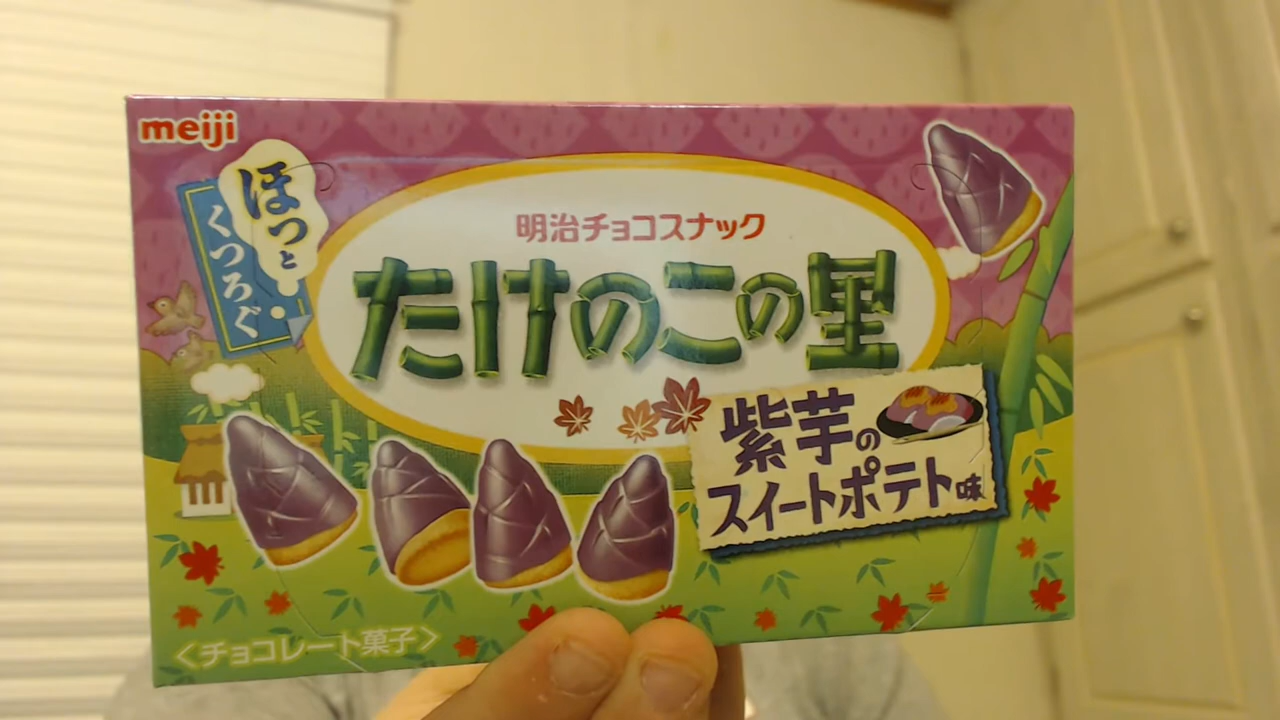 meiji
ほっと
くつろぐ
明治チョコスナック
たけのこの里
紫芋の
スイートポテト味
〈チョコレート菓子〉